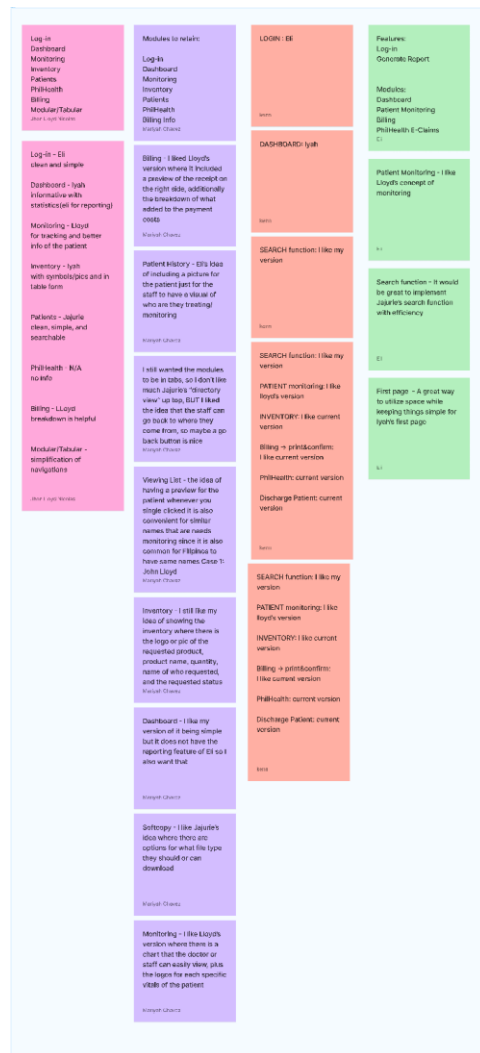 Log-in
Dashboard
Monitoring
Inventory
Patients
PhilHealth
Billing
Modular/Tabular
Log-in - Eli
clean and simple
Dashboard - Iyah
informative with
statistics(eli for reporting)
Monitoring - Lloyd
for tracking and better
info of the patient
Inventory - Iyah
with symbols/pics and in
table form
Patients - Jajurie
clean, simple, and
searchable
PhilHealth - N/A
no info
Billing - LLoyd
breakdown is helpful
Modular/Tabular -
simplification of
navigations
Modules to retain:
Log-in
Dashboard
Monitoring
Inventory
Patients
PhilHealth
Billing Info
Billing - I liked Lloyd's
version where it included
a preview of the receipt on
the right side, additionally
the breakdown of what
added to the payment
costs
Patient History - Eli's idea
of including a picture for
the patient just for the
staff to have a visual of
who are they treating/
monitoring
I still wanted the modules
to be in tabs, so I don't like
much Jajurie's "directory
view" up top, BUT I liked
the idea that the staff can
go back to where they
come from, so maybe a go
back button is nice
Viewing List - the idea of
having a preview for the
patient whenever you
single clicked it is also
convenient for similar
names that are needs
monitoring since it is also
common for Filipinos to
have same names Case 1:
John Lloyd
Inventory - I still like my
idea of showing the
inventory where there is
the logo or pic of the
requested product,
product name, quantity,
name of who requested,
and the requested status
Dashboard - I like my
version of it being simple
but it does not have the
reporting feature of Eli so I
also want that
Softcopy - I like Jajurie's
idea where there are
options for what file type
they should or can
download
Monitoring - I like Lloyd's
version where there is a
chart that the doctor or
staff can easily view, plus
the logos for each specific
vitals of the patient
LOGIN : Eli
DASHBOARD: Iyah
SEARCH function: I like my
version
SEARCH function: I like my
version
PATIENT monitoring: I like
lloyd's version
INVENTORY: I like current
version
Billing → print&confirm:
I like current version
PhilHealth: current version
Discharge Patient: current
version
SEARCH function: I like my
version
PATIENT monitoring: I like
lloyd's version
INVENTORY: I like current
version
Billing → print&confirm:
I like current version
PhilHealth: current version
Discharge Patient: current
version
Features:
Log-in
Generate Report
Modules:
Dashboard
Patient Monitoring
Billing
PhilHealth E-Claims
Eli
Patient Monitoring - I like
Lloyd's concept of
monitoring
Eli
Search function - It would
be great to implement
Jajurie's search function
with efficiency
Eli
First page - A great way
to utilize space while
keeping things simple for
Iyah's first page
Eli